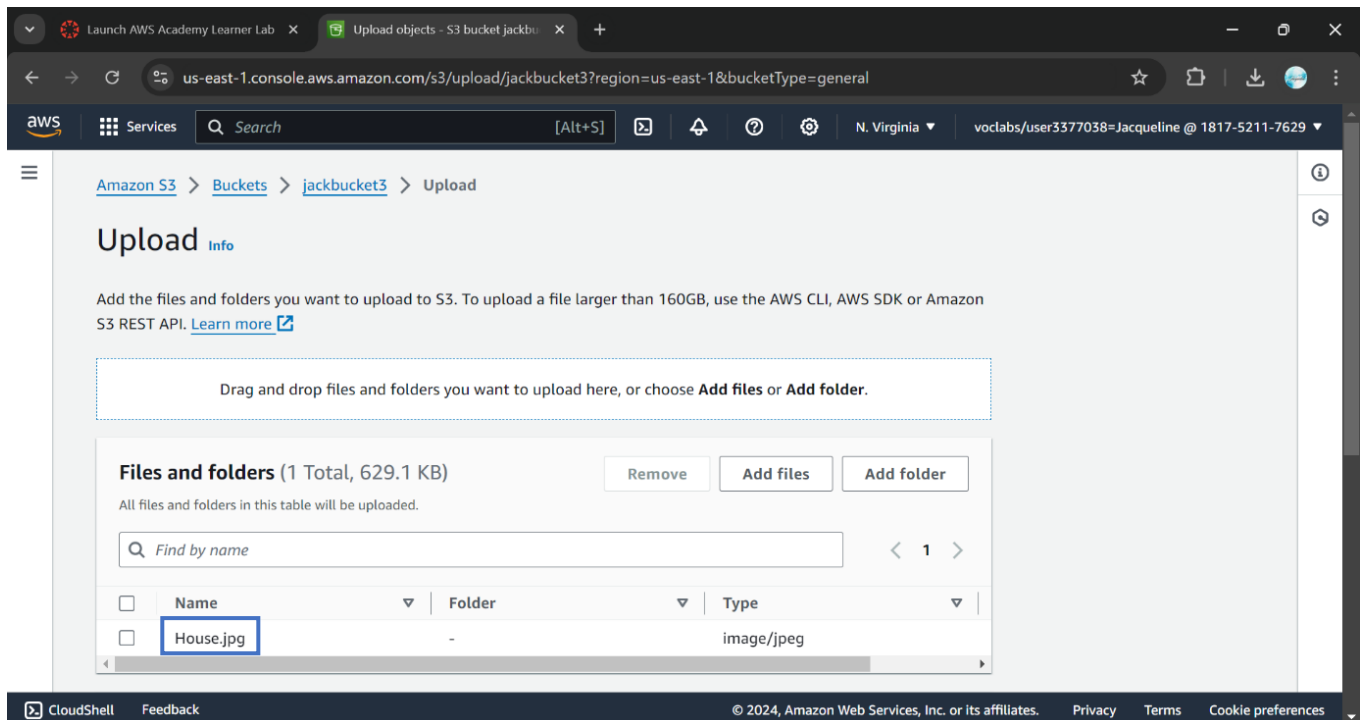 Launch AWS Academy Learner Lab
Upload objects - S3 bucket jackbu
us-east-1.console.aws.amazon.com/s3/upload/jackbucket3?region=us-east-1&bucketType=general
aws
Services
Search
[Alt+S]
N. Virginia
voclabs/user3377038=Jacqueline @ 1817-5211-7629
Amazon S3 > Buckets > jackbucket3 > Upload
Upload Info
Add the files and folders you want to upload to S3. To upload a file larger than 160GB, use the AWS CLI, AWS SDK or Amazon
S3 REST API. Learn more
Drag and drop files and folders you want to upload here, or choose Add files or Add folder.
Files and folders (1 Total, 629.1 KB)
Remove
Add files
Add folder
All files and folders in this table will be uploaded.
Find by name
1
Name
Folder
Type
House.jpg
-
image/jpeg
CloudShell
Feedback
© 2024, Amazon Web Services, Inc. or its affiliates.
Privacy
Terms
Cookie preferences